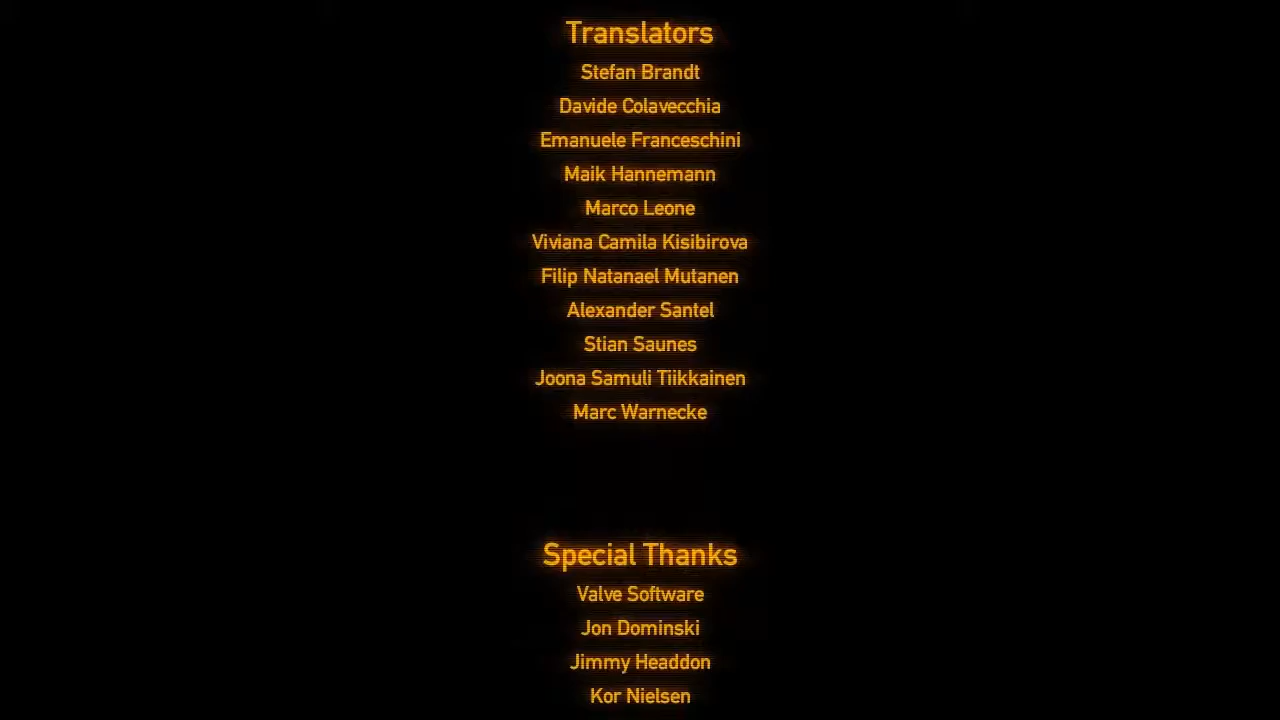 Translators
Stefan Brandt
Davide Colavecchia
Emanuele Franceschini
Maik Hannemann
Marco Leone
Viviana Camila Kisibirova
Filip Natanael Mutanen
Alexander Santel
Stian Saunes
Joona Samuli Tiikkainen
Marc Warnecke
Special Thanks
Valve Software
Jon Dominski
Jimmy Headdon
Kor Nielsen